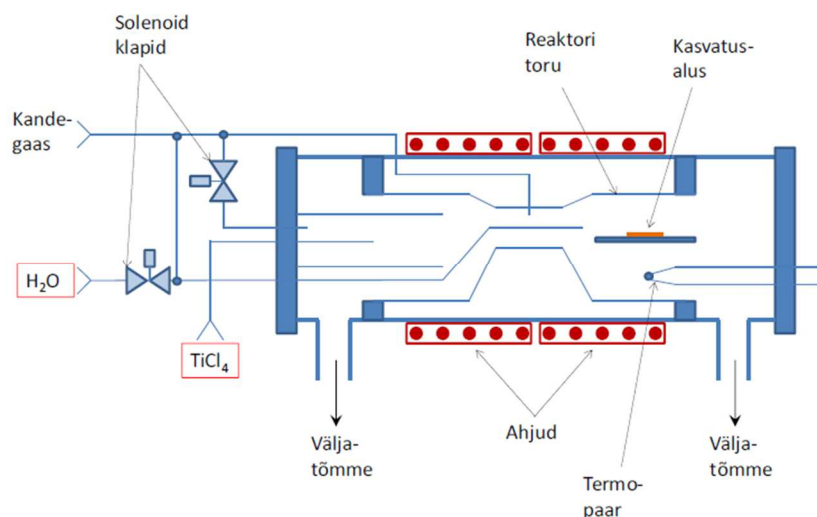 Solenoid
klapid
Reaktori
toru
Kasvatus-
alus
Kande-
gaas
H₂O
TiCl₄
Välja-
tõmme
Ahjud
Termo-
paar
Välja-
tõmme